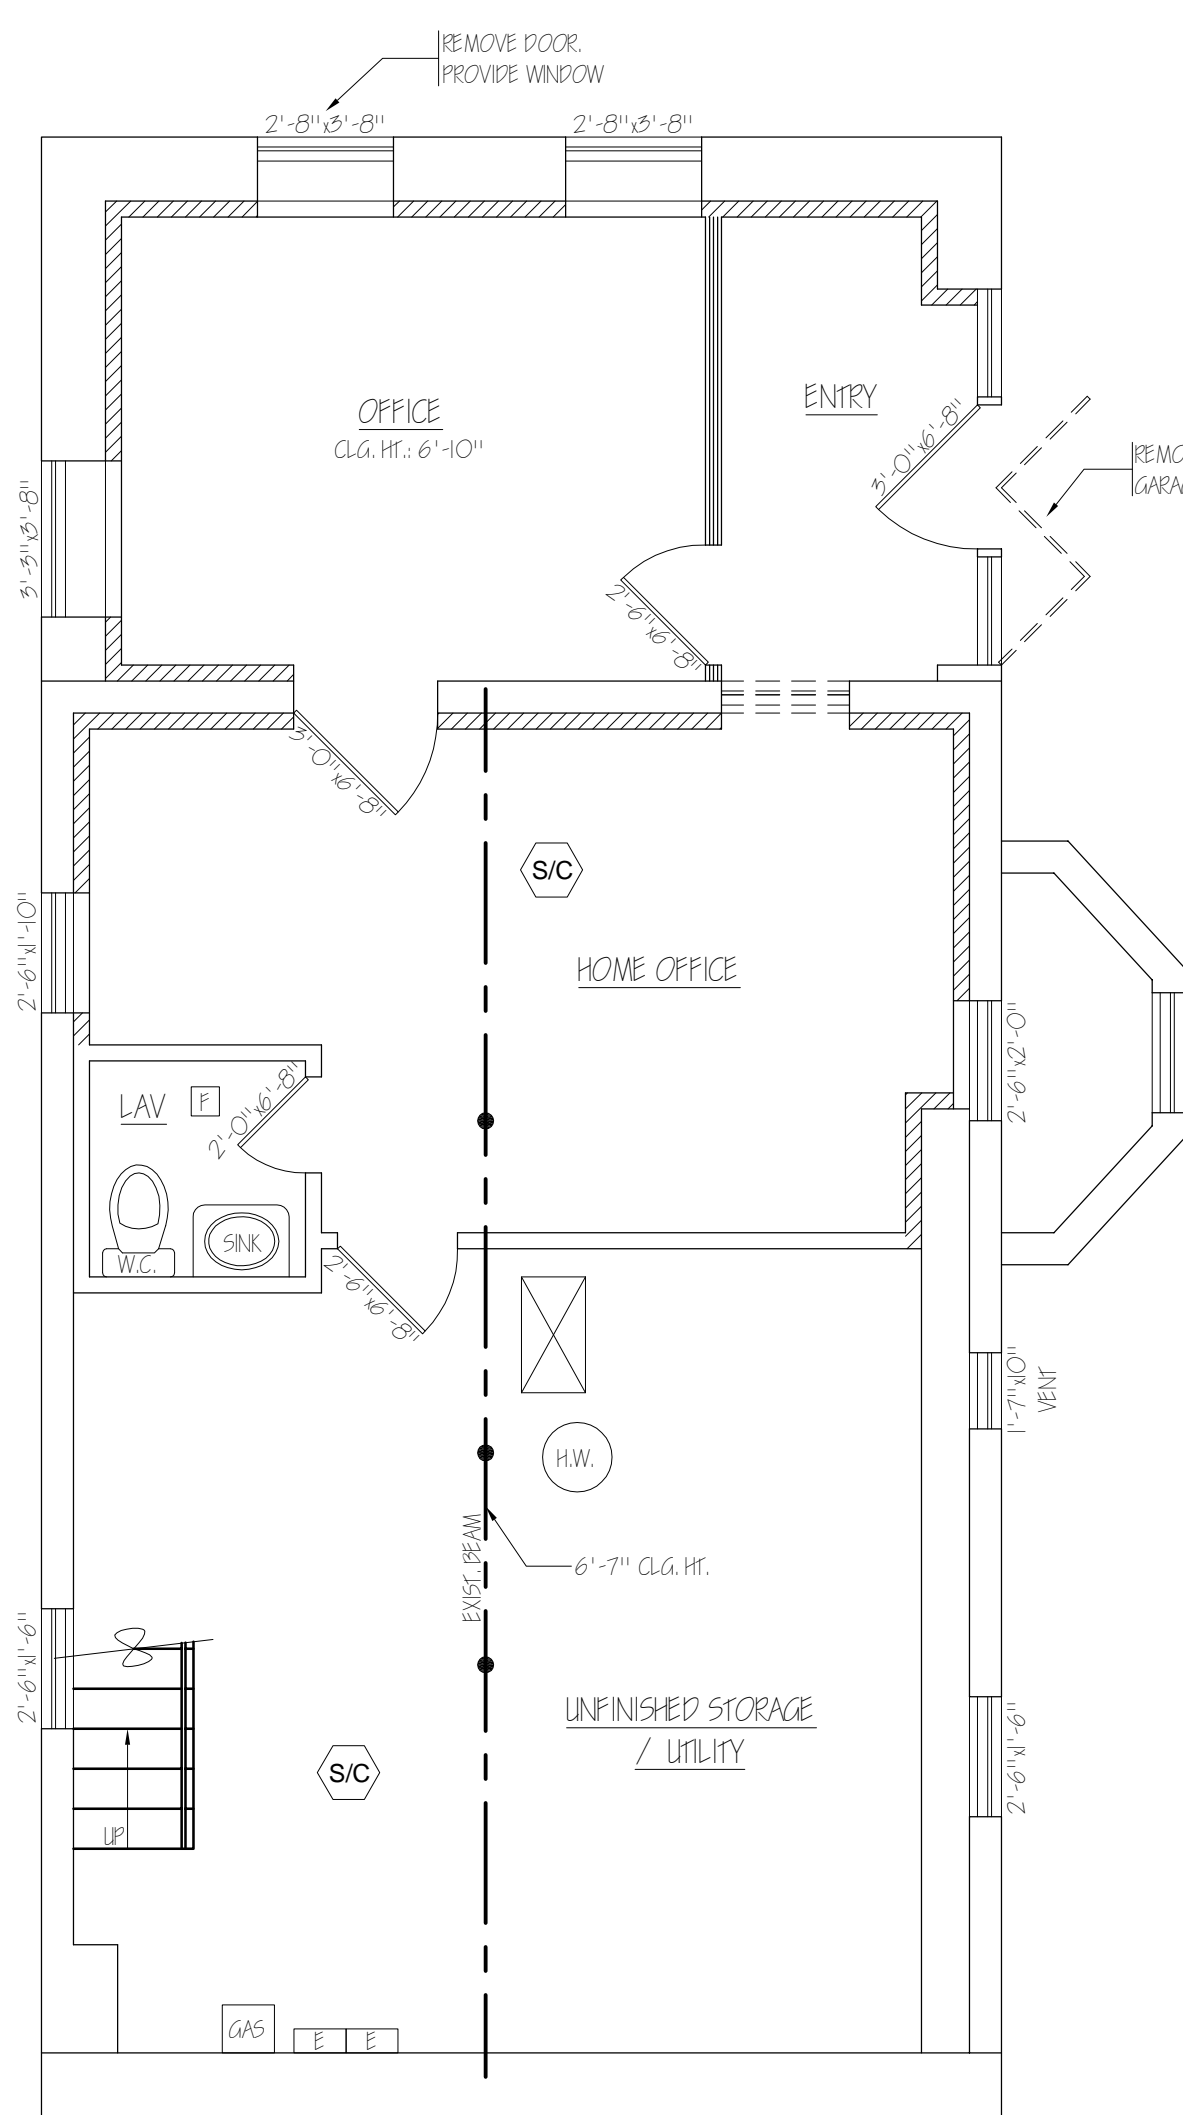 REMOVE DOOR.
PROVIDE WINDOW
2'-8"x3'-8"
2'-8"x3'-8"
OFFICE
CLG. HT.: 6'-10"
ENTRY
3'-0"x6'-8"
3'-3"x3'-8"
2'-6"x6'-8"
3'-0"x6'-8"
S/C
HOME OFFICE
2'-6"x1'-10"
2'-6"x2'-0"
LAV
F
2'-0"x6'-8"
SINK
W.C.
2'-6"x6'-8"
1'-7"x10"
VENT
H.W.
EXIST. BEAM
6'-7" CLG. HT.
2'-6"x1'-6"
UNFINISHED STORAGE
/ UTILITY
2'-6"x1'-6"
S/C
UP
GAS
E
E